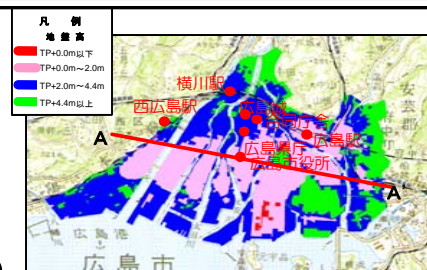 凡 例
地 盤 高
TP+0.0m以下
TP+0.0m～2.0m
TP+2.0m～4.4m
TP+4.4m以上
横川駅
西広島駅
広島城
広島駅
広島県庁
広島市役所
A
A
広島市